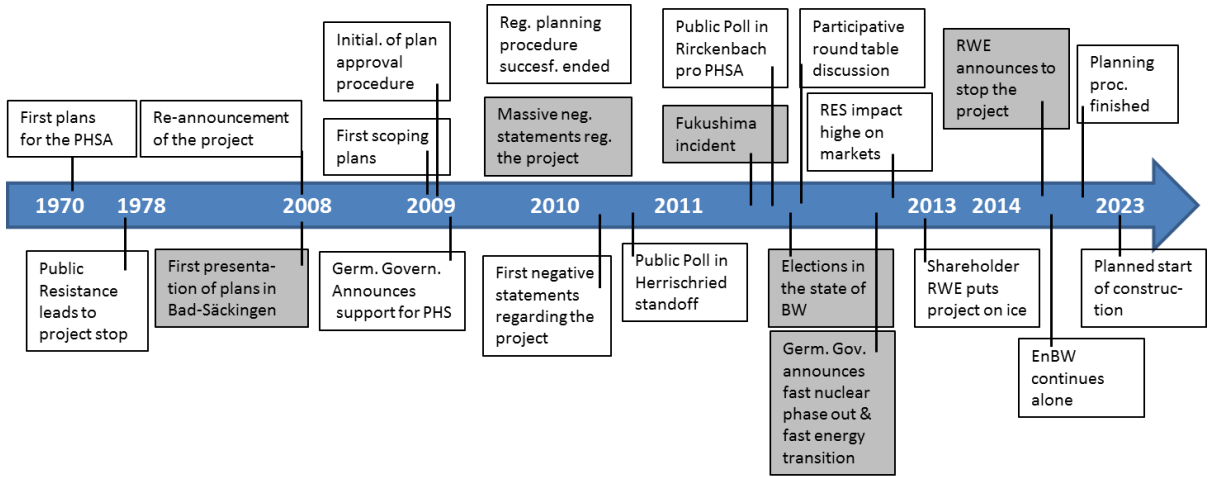 First plans
for the PHSA
Re-announcement
of the project
Initial. of plan
approval
procedure
First scoping
plans
Reg. planning
procedure
succesf. ended
Massive neg.
statements reg.
the project
Public Poll in
Rirckenbach
pro PHSA
Fukushima
incident
Participative
round table
discussion
RES impact
highe on
markets
RWE
announces to
stop the
project
Planning
proc.
finished
1970
1978
2008
2009
2010
2011
2013
2014
2023
Public
Resistance
leads to
project stop
First presenta-
tion of plans in
Bad-Säckingen
Germ. Govern.
Announces
support for PHS
First negative
statements
regarding the
project
Public Poll in
Herrischried
standoff
Elections in
the state of
BW
Germ. Gov.
announces
fast nuclear
phase out &
fast energy
transition
Shareholder
RWE puts
project on ice
EnBW
continues
alone
Planned start
of construc-
tion